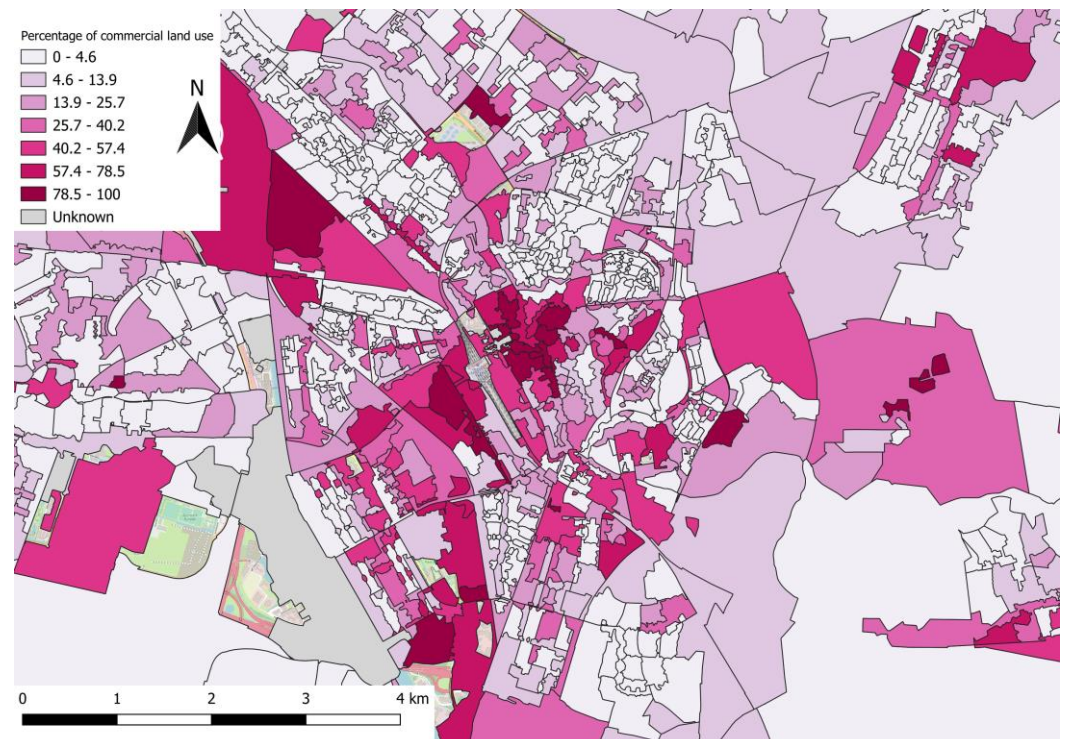 Percentage of commercial land use
0 - 4.6
4.6 - 13.9
13.9 - 25.7
25.7 - 40.2
40.2 - 57.4
57.4 - 78.5
78.5 - 100
Unknown
N
0 1 2 3 4 km